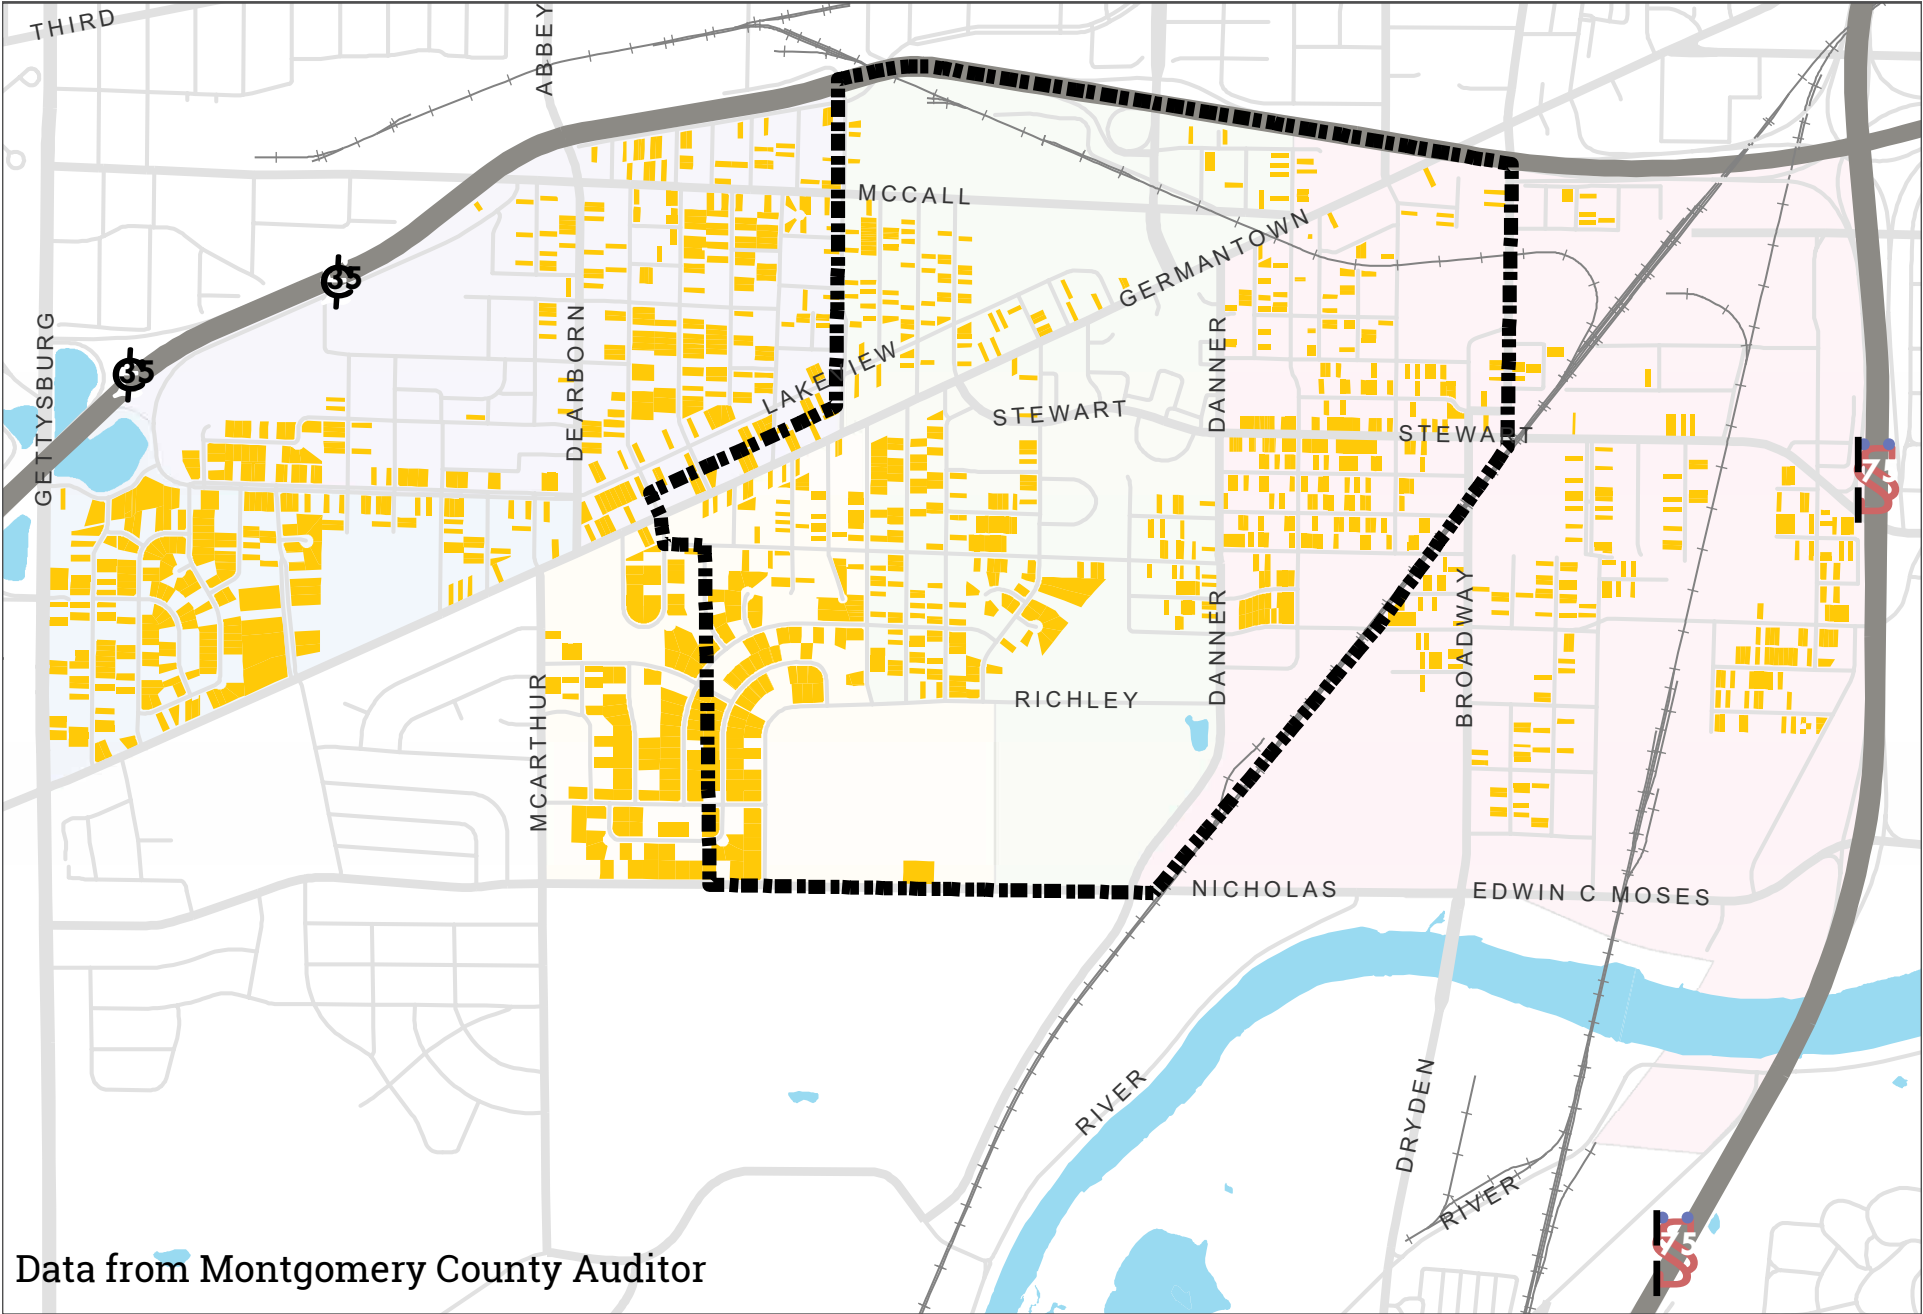 THIRD
ABBEY
MCCALL
GERMANTOWN
35
GETTYSBURG
DEARBORN
35
LAKEVIEW
DANNER
STEWART
STEWART
75
BROADWAY
DANNER
MCARTHUR
RICHLEY
NICHOLAS
EDWIN C MOSES
RIVER
DRYDEN
RIVER
75
Data from Montgomery County Auditor